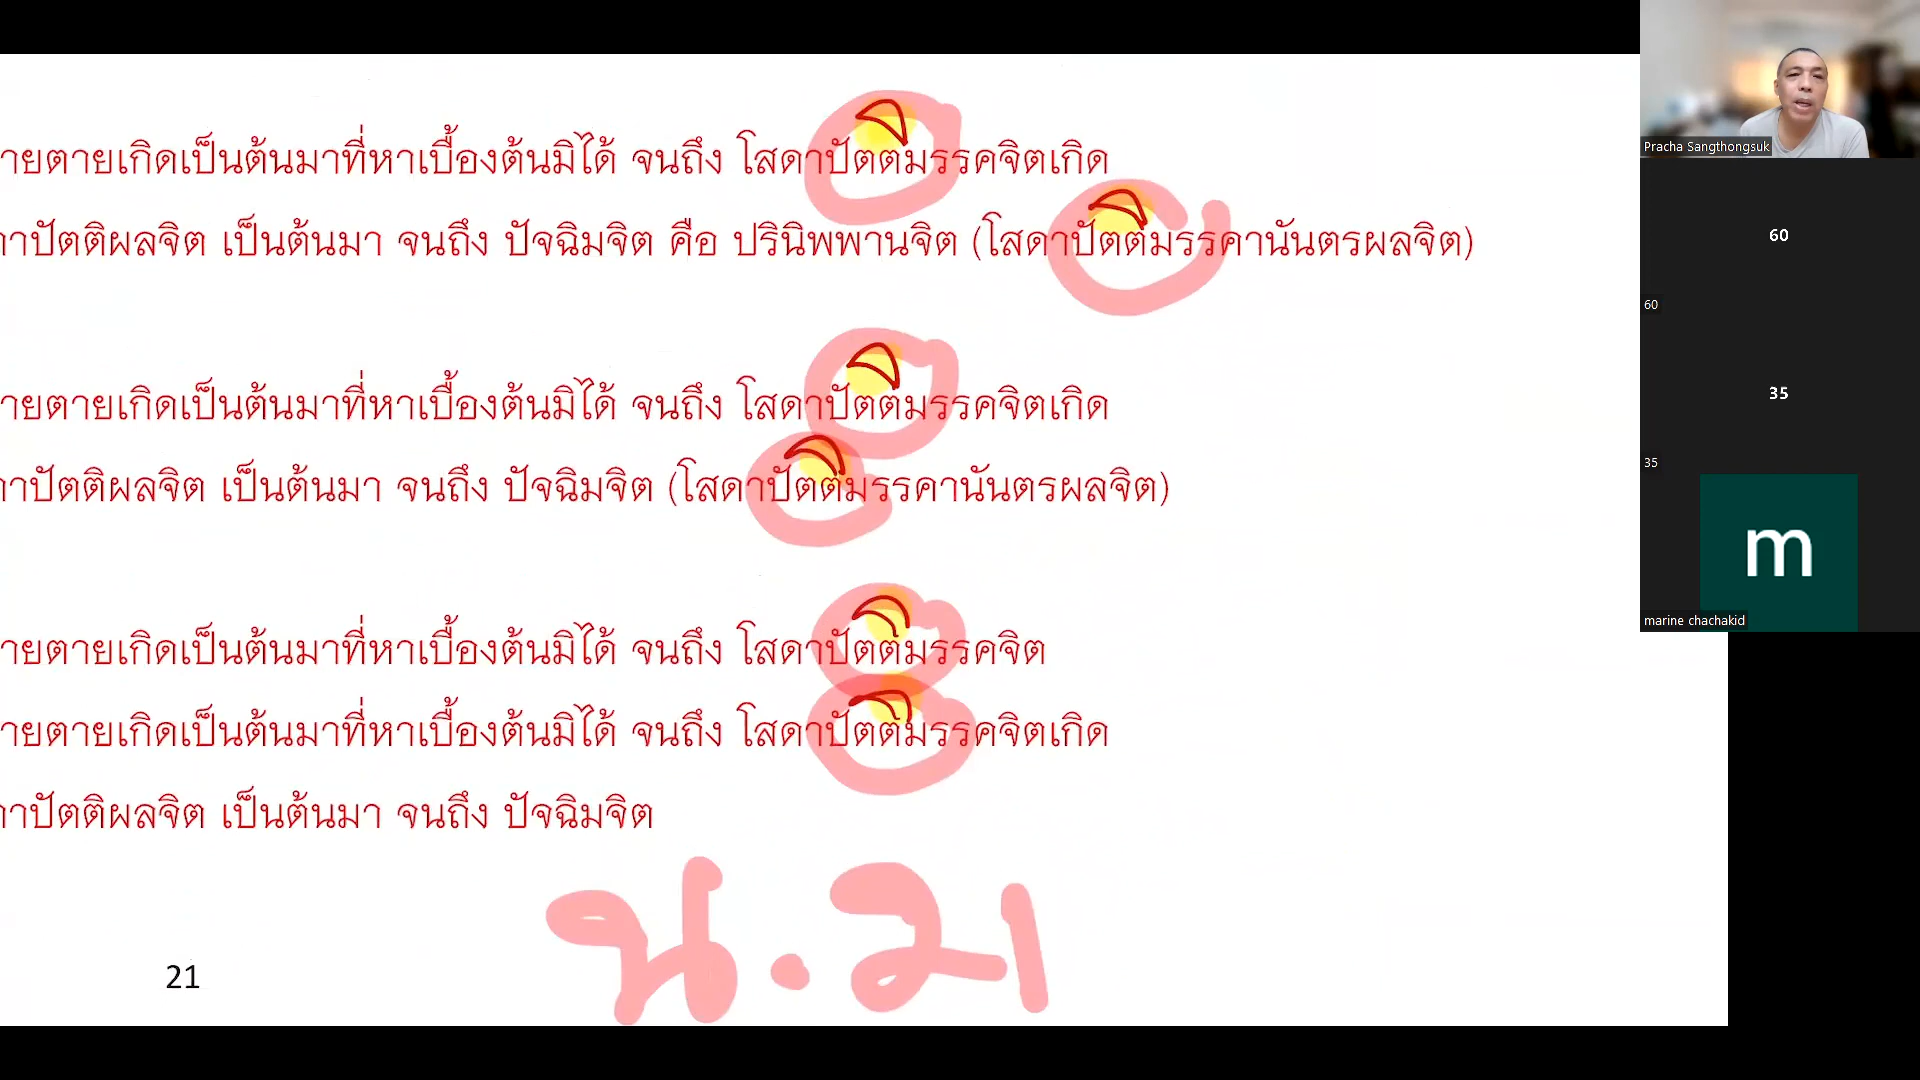 ายตายเกิดเป็นต้นมาที่หาเบื้องต้นมิได้ จนถึง โสดาปัตติมรรคจิตเกิด
าปัตติผลจิต เป็นต้นมา จนถึง ปัจฉิมจิต คือ ปรินิพพานจิต (โสดาปัตติมรรคานันตรผลจิต)
ายตายเกิดเป็นต้นมาที่หาเบื้องต้นมิได้ จนถึง โสดาปัตติมรรคจิตเกิด
าปัตติผลจิต เป็นต้นมา จนถึง ปัจฉิมจิต (โสดาปัตติมรรคานันตรผลจิต)
ายตายเกิดเป็นต้นมาที่หาเบื้องต้นมิได้ จนถึง โสดาปัตติมรรคจิต
ายตายเกิดเป็นต้นมาที่หาเบื้องต้นมิได้ จนถึง โสดาปัตติมรรคจิตเกิด
าปัตติผลจิต เป็นต้นมา จนถึง ปัจฉิมจิต
น. 21
21
Pracha Sangthongsuk
60
60
35
35
m
marine chachakid